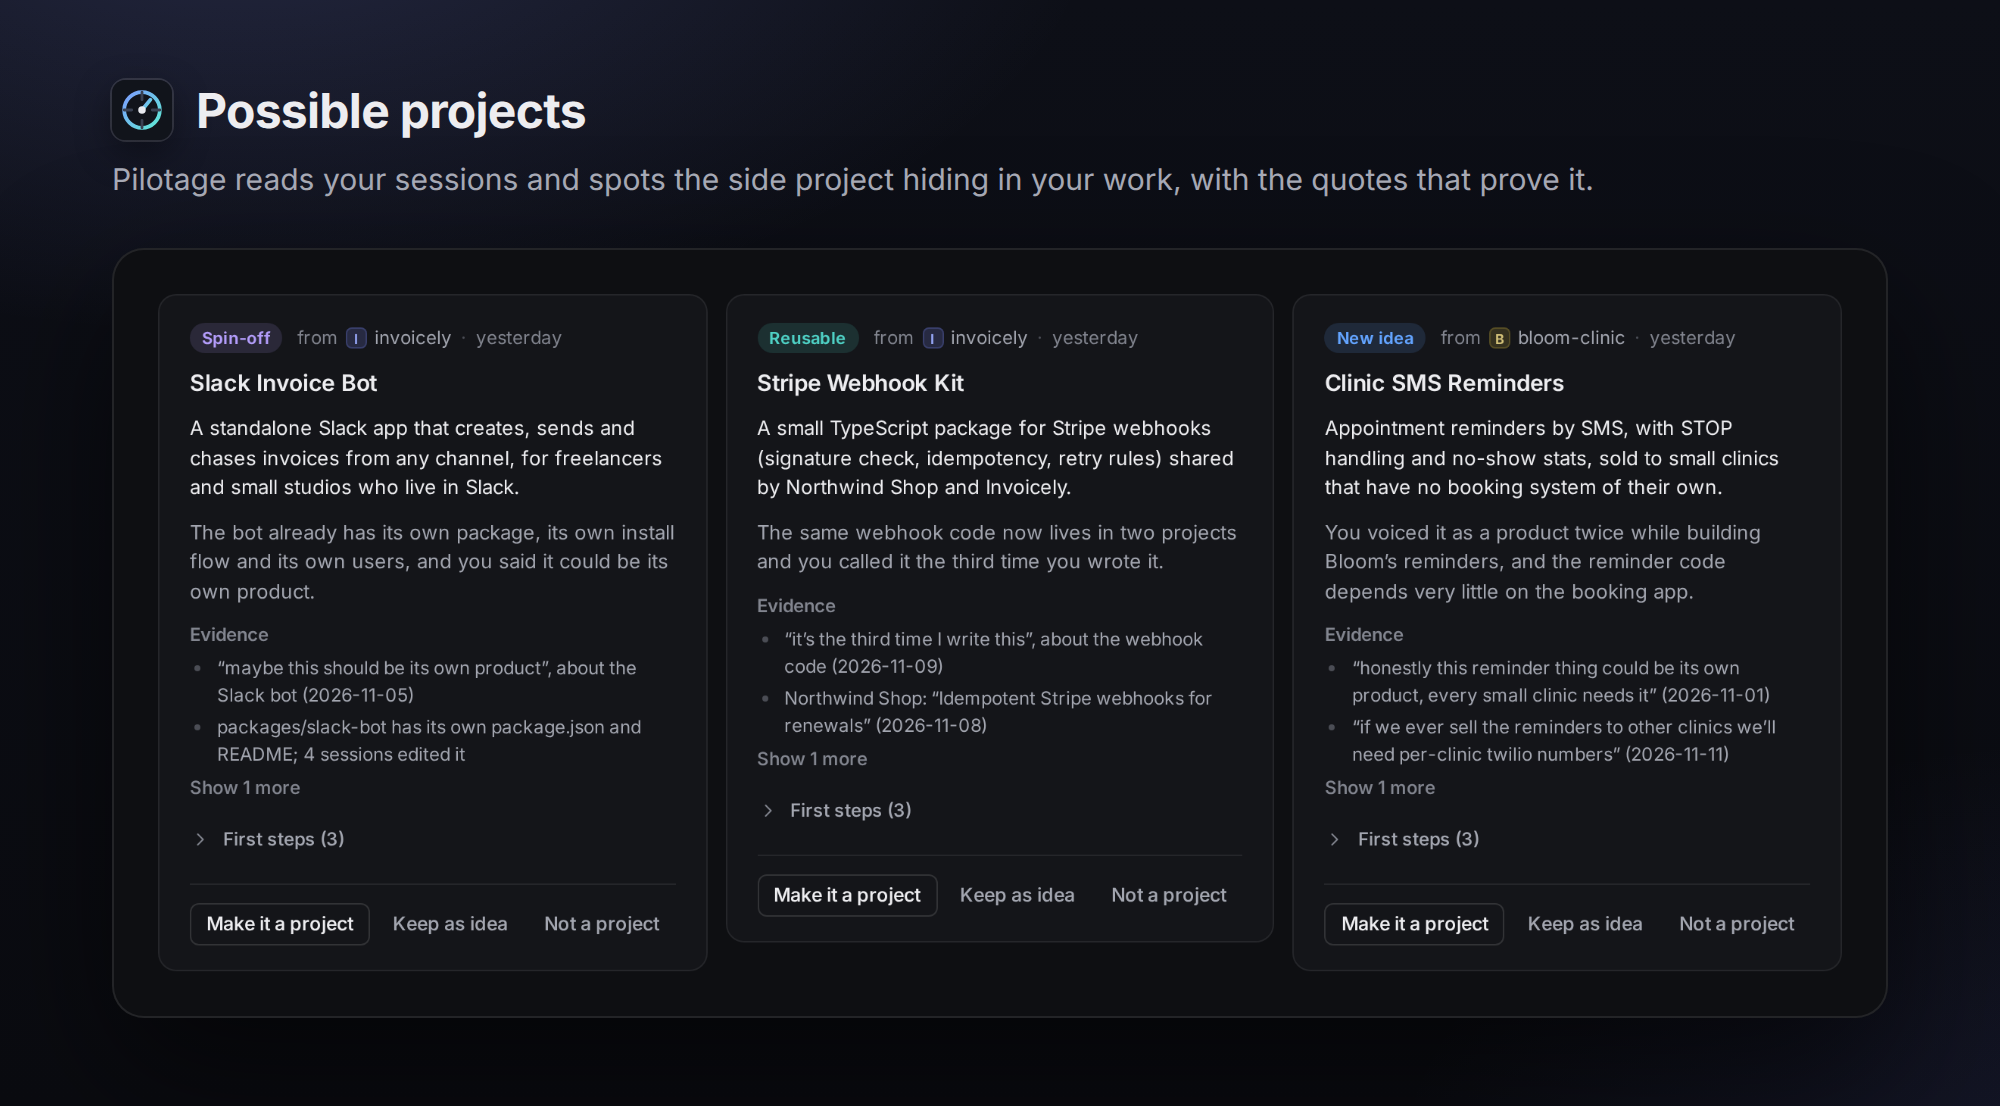 Possible projects
Pilotage reads your sessions and spots the side project hiding in your work, with the quotes that prove it.
Spin-off from I invoicely · yesterday
Slack Invoice Bot
A standalone Slack app that creates, sends and
chases invoices from any channel, for freelancers
and small studios who live in Slack.
The bot already has its own package, its own install
flow and its own users, and you said it could be its
own product.
Evidence
• “maybe this should be its own product”, about the
Slack bot (2026-11-05)
• packages/slack-bot has its own package.json and
README; 4 sessions edited it
Show 1 more
First steps (3)
Make it a project Keep as idea Not a project
Reusable from I invoicely · yesterday
Stripe Webhook Kit
A small TypeScript package for Stripe webhooks
(signature check, idempotency, retry rules) shared
by Northwind Shop and Invoicely.
The same webhook code now lives in two projects
and you called it the third time you wrote it.
Evidence
• “it’s the third time I write this”, about the webhook
code (2026-11-09)
• Northwind Shop: “Idempotent Stripe webhooks for
renewals” (2026-11-08)
Show 1 more
First steps (3)
Make it a project Keep as idea Not a project
New idea from B bloom-clinic · yesterday
Clinic SMS Reminders
Appointment reminders by SMS, with STOP
handling and no-show stats, sold to small clinics
that have no booking system of their own.
You voiced it as a product twice while building
Bloom’s reminders, and the reminder code
depends very little on the booking app.
Evidence
• “honestly this reminder thing could be its own
product, every small clinic needs it” (2026-11-01)
• “if we ever sell the reminders to other clinics we’ll
need per-clinic twilio numbers” (2026-11-11)
Show 1 more
First steps (3)
Make it a project Keep as idea Not a project